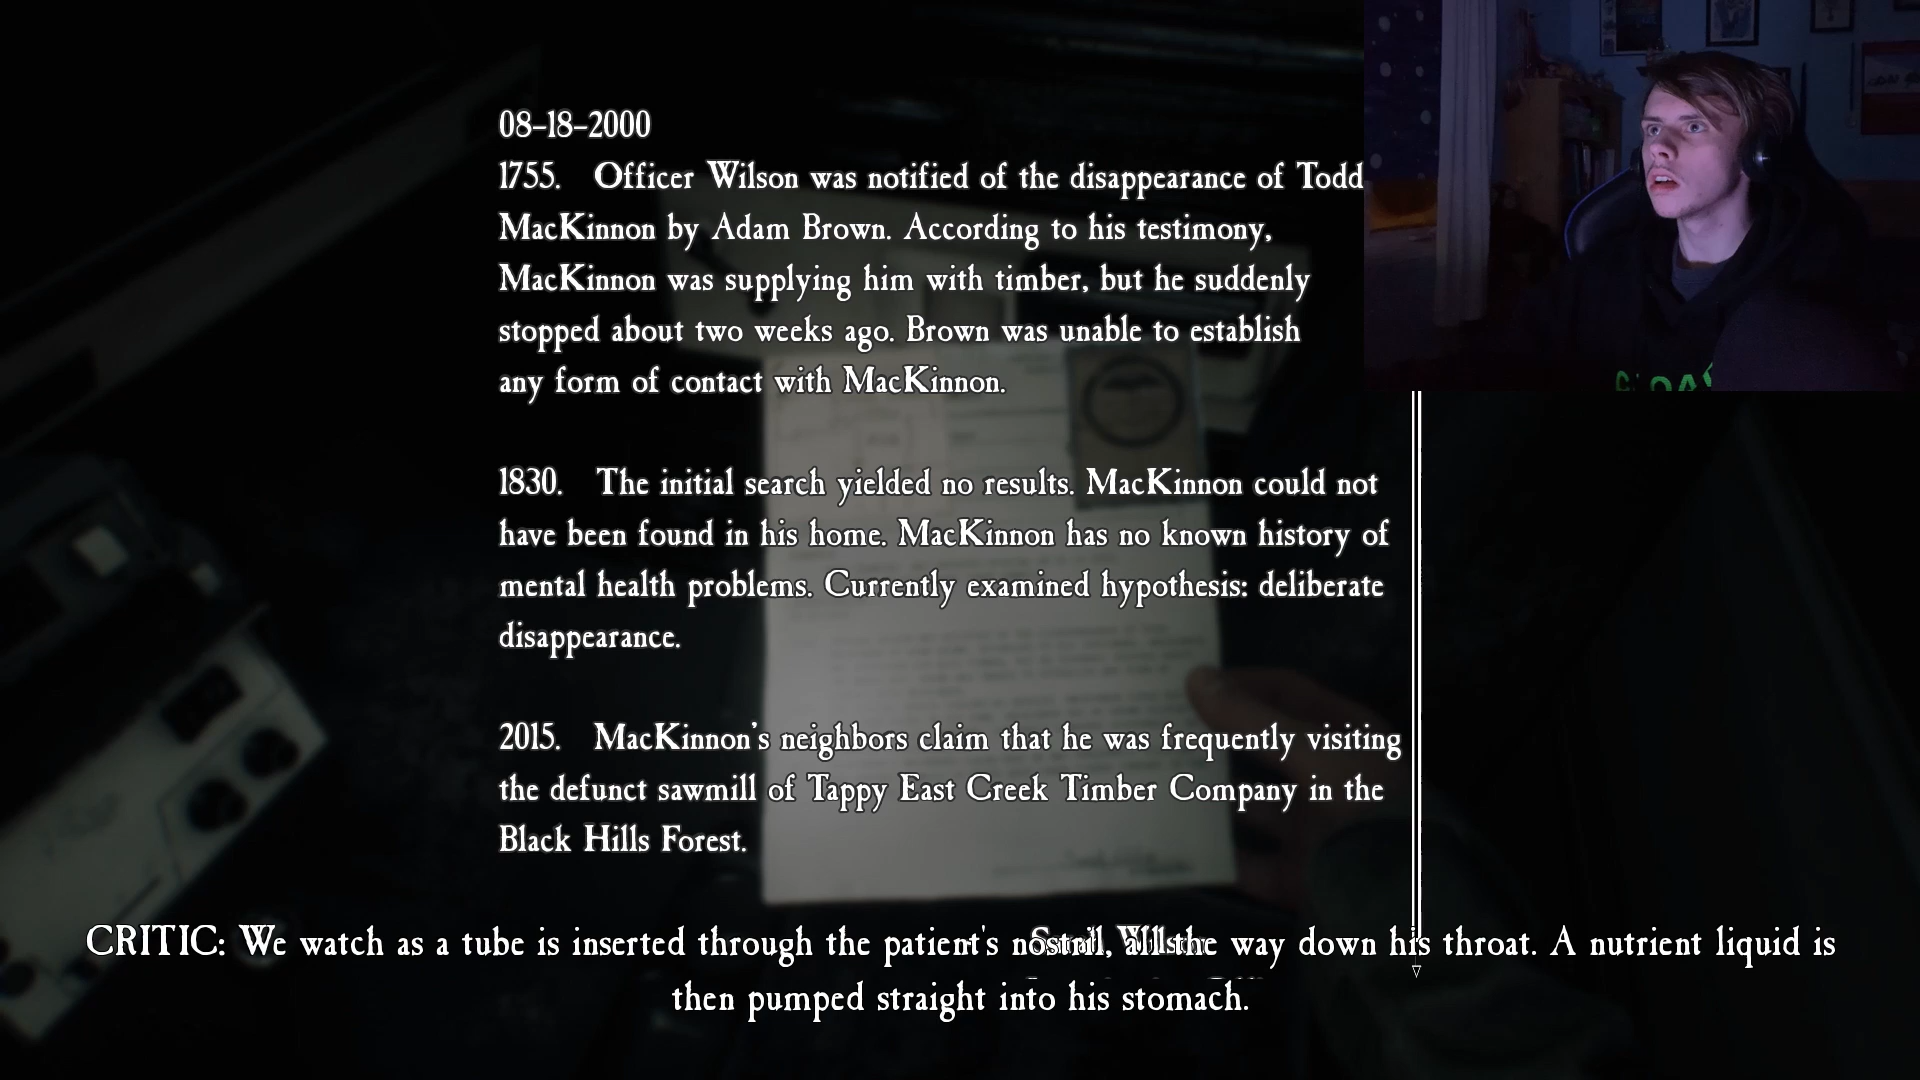 08-18-2000
1755. Officer Wilson was notified of the disappearance of Todd
MacKinnon by Adam Brown. According to his testimony,
MacKinnon was supplying him with timber, but he suddenly
stopped about two weeks ago. Brown was unable to establish
any form of contact with MacKinnon.
1830. The initial search yielded no results. MacKinnon could not
have been found in his home. MacKinnon has no known history of
mental health problems. Currently examined hypothesis: deliberate
disappearance.
2015. MacKinnon's neighbors claim that he was frequently visiting
the defunct sawmill of Tappy East Creek Timber Company in the
Black Hills Forest.
CRITIC: We watch as a tube is inserted through the patient's nostril, all the way down his throat. A nutrient liquid is
then pumped straight into his stomach.